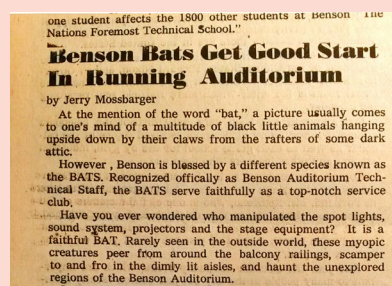 one student affects the 1800 other students at Benson "The
Nations Foremost Technical School."
Benson Bats Get Good Start
In Running Auditorium
by Jerry Mossbarger
At the mention of the word "bat," a picture usually comes
to one's mind of a multitude of black little animals hanging
upside down by their claws from the rafters of some dark
attic.
However , Benson is blessed by a different species known as
the BATS. Recognized offically as Benson Auditorium Tech-
nical Staff, the BATS serve faithfully as a top-notch service
club.
Have you ever wondered who manipulated the spot lights,
sound system, projectors and the stage equipment? It is a
faithful BAT. Rarely seen in the outside world, these myopic
creatures peer from around the balcony railings, scamper
to and fro in the dimly lit aisles, and haunt the unexplored
regions of the Benson Auditorium.